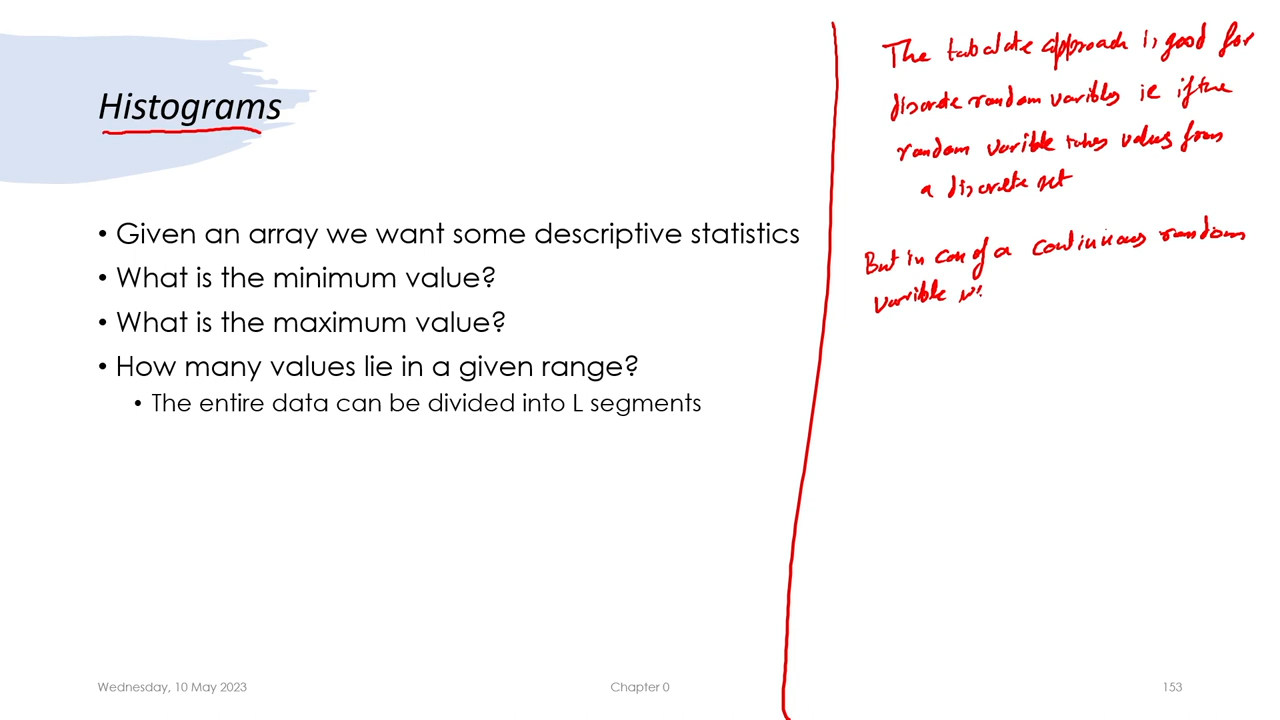 Histograms
• Given an array we want some descriptive statistics
• What is the minimum value?
• What is the maximum value?
• How many values lie in a given range?
• The entire data can be divided into L segments
The tabulate approach is good for
discrete random varibles ie if the
random varible takes values from
a discrete set
But in case of a continuous random
varible
Wednesday, 10 May 2023
Chapter 0
153